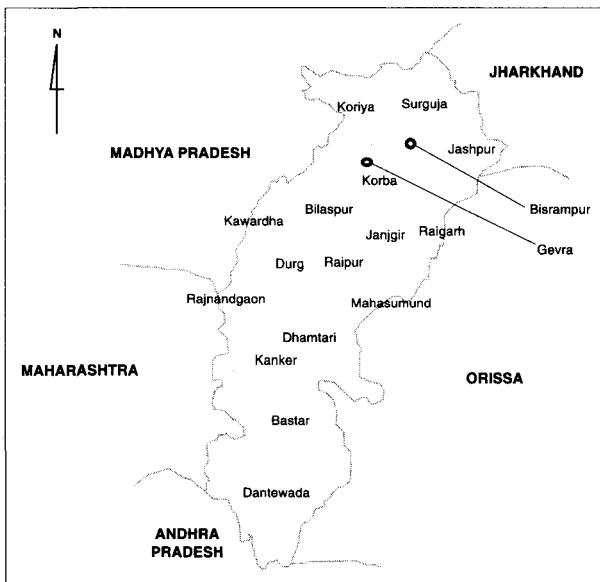 N
JHARKHAND
Koriya
Surguja
MADHYA PRADESH
Jashpur
Korba
Bisrampur
Bilaspur
Kawardha
Janjgir
Raigarh
Gevra
Durg
Raipur
Rajnandgaon
Mahasumund
Dhamtari
Kanker
MAHARASHTRA
ORISSA
Bastar
Dantewada
ANDHRA
PRADESH